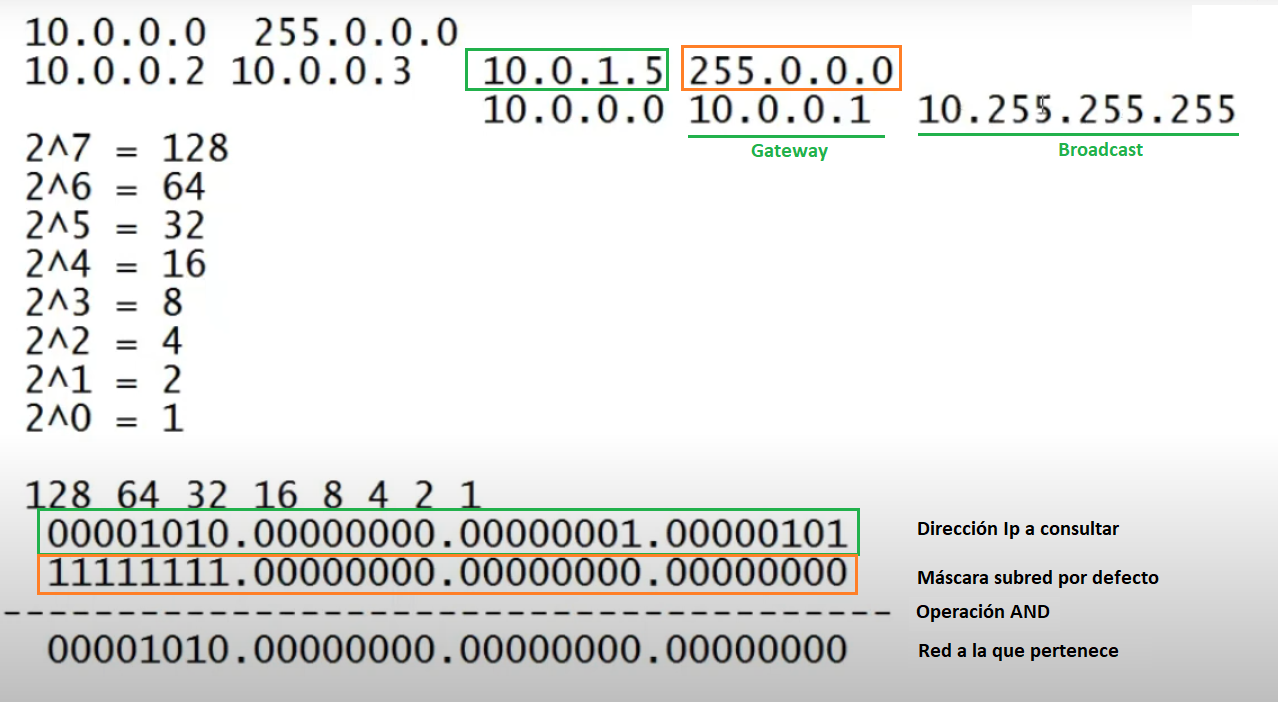 10.0.0.0 255.0.0.0
10.0.0.2 10.0.0.3 10.0.1.5 255.0.0.0
10.0.0.0 10.0.0.1 10.255.255.255
Gateway Broadcast
2^7 = 128
2^6 = 64
2^5 = 32
2^4 = 16
2^3 = 8
2^2 = 4
2^1 = 2
2^0 = 1
128 64 32 16 8 4 2 1
00001010.00000000.00000001.00000101 Dirección Ip a consultar
11111111.00000000.00000000.00000000 Máscara subred por defecto
--------------------------------------- Operación AND
00001010.00000000.00000000.00000000 Red a la que pertenece